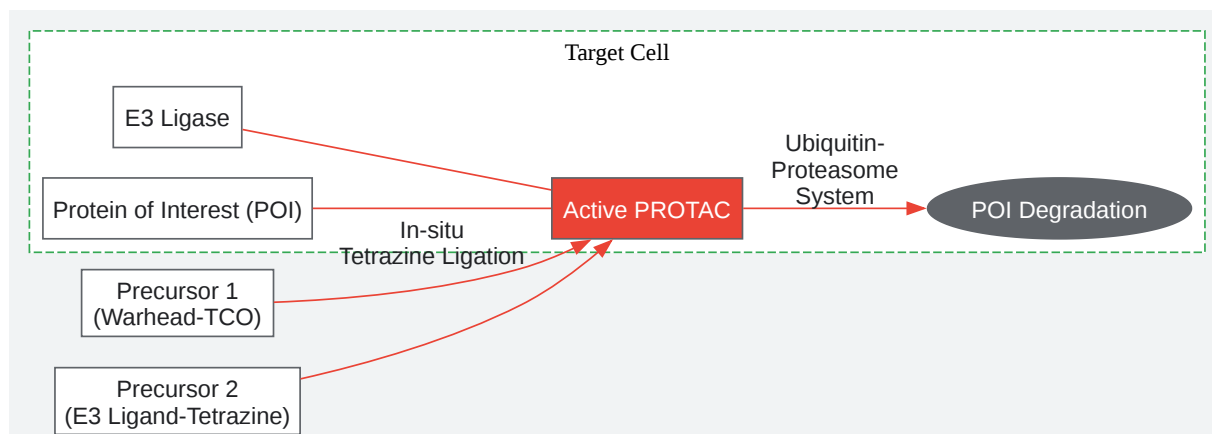 Target Cell
E3 Ligase
Protein of Interest (POI)
Active PROTAC
Ubiquitin-
Proteasome
System
POI Degradation
In-situ
Tetrazine Ligation
Precursor 1
(Warhead-TCO)
Precursor 2
(E3 Ligand-Tetrazine)